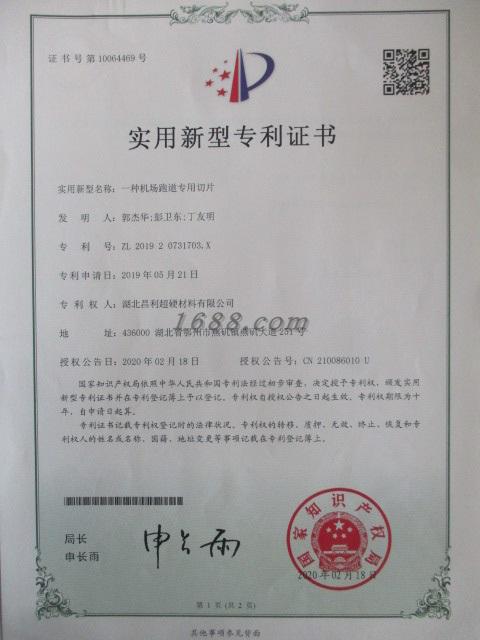 证书号第10064469号
实用新型专利证书
实用新型名称：一种机场跑道专用切片
发 明 人：郭杰华;彭卫东;丁友明
专 利 号：ZL 2019 2 0731703.X
专利申请日：2019年05月21日
专 利 权 人：湖北昌利超硬材料有限公司
1688.com
地 址：436000 湖北省鄂州市燕矶镇燕矶大道251号
授权公告日：2020年02月18日 授权公告号：CN 210086010 U
国家知识产权局依照中华人民共和国专利法经过初步审查，决定授予专利权，颁发实用
新型专利证书并在专利登记簿上予以登记。专利权自授权公告之日起生效。专利权期限为十
年，自申请日起算。
专利证书记载专利权登记时的法律状况。专利权的转移、质押、无效、终止、恢复和专
利权人的姓名或名称、国籍、地址变更等事项记载在专利登记簿上。
局长
申长雨
申长雨
国家知识产权局
2020年02月18日
第 1 页 (共 2 页)
其他事项参见背面